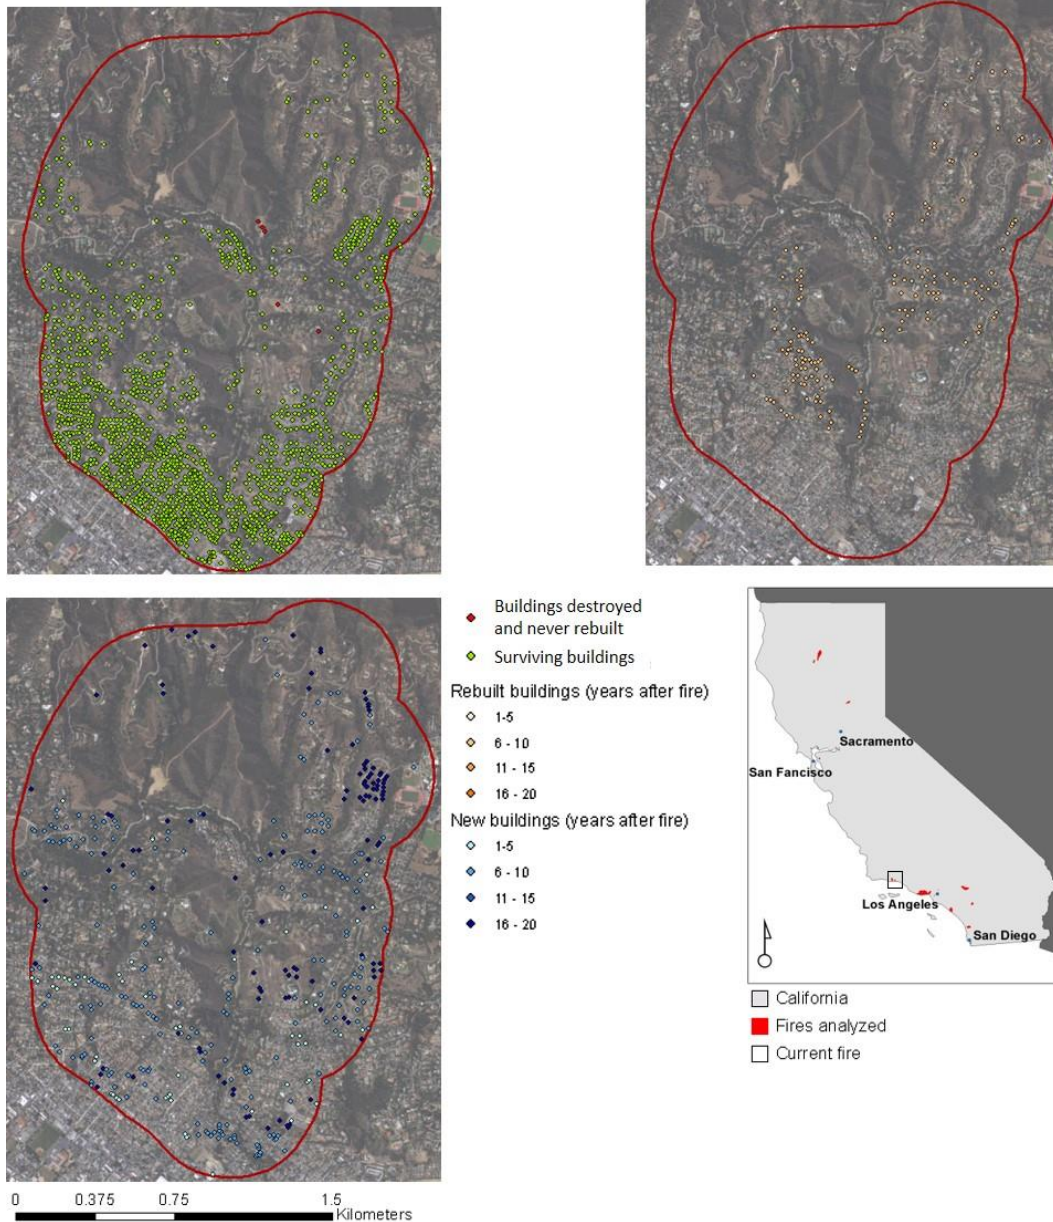 Buildings destroyed
and never rebuilt
Surviving buildings
Rebuilt buildings (years after fire)
1-5
6 - 10
11 - 15
16 - 20
New buildings (years after fire)
1-5
6 - 10
11 - 15
16 - 20
Sacramento
San Fancisco
Los Angeles
San Diego
California
Fires analyzed
Current fire
0 0.375 0.75 1.5
Kilometers